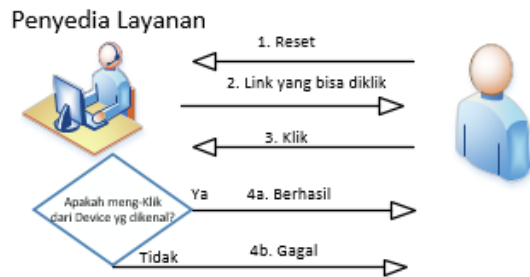 Penyedia Layanan
1. Reset
2. Link yang bisa diklik
3. Klik
Apakah meng-Klik
dari Device yg dikenal?
Ya
4a. Berhasil
Tidak
4b. Gagal